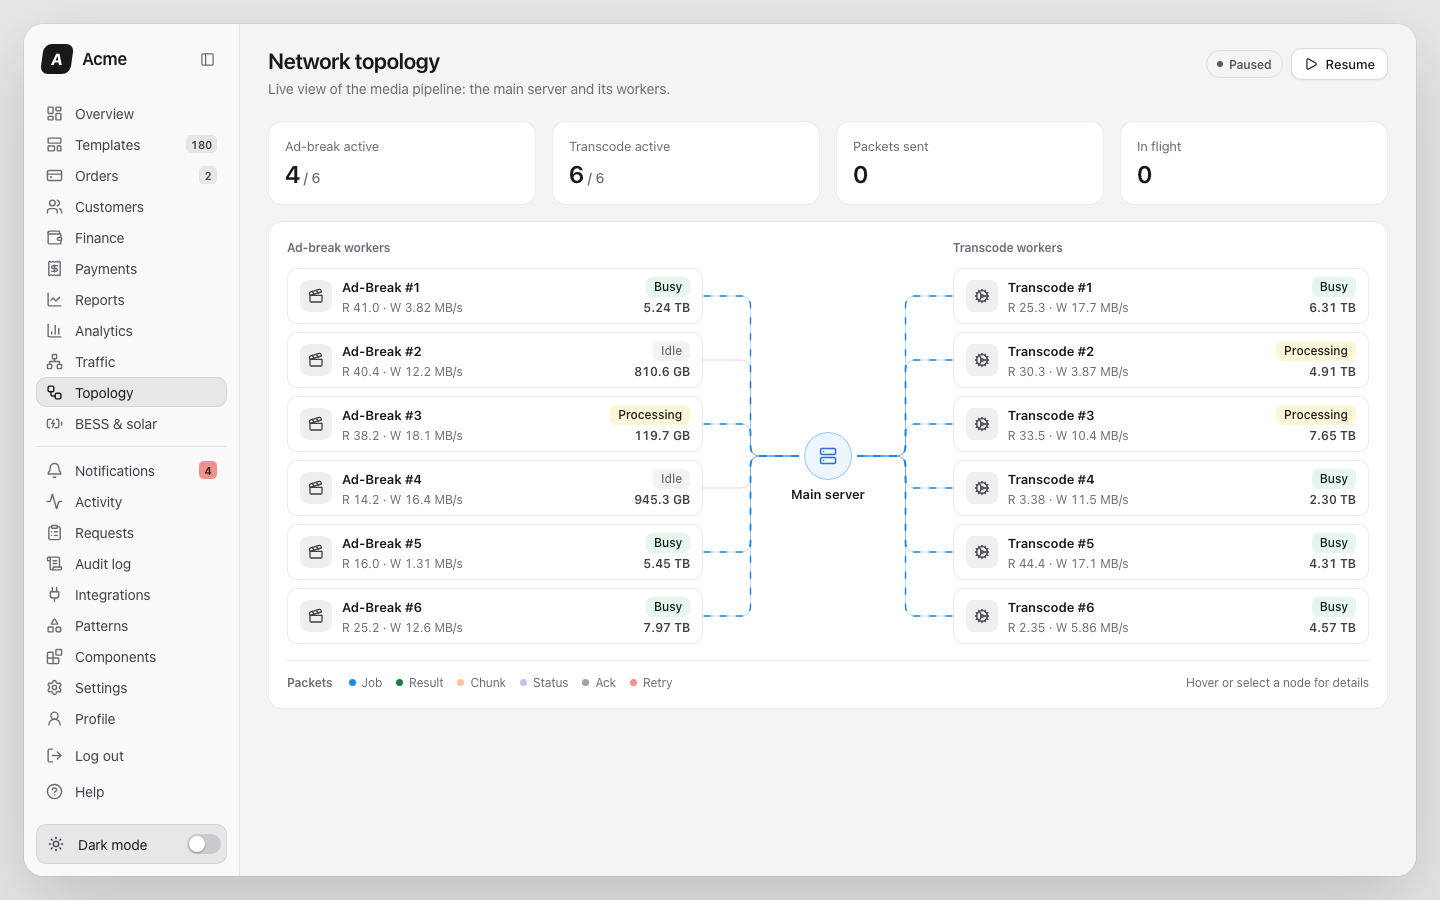 A Acme
Overview
Templates 180
Orders 2
Customers
Finance
Payments
Reports
Analytics
Traffic
Topology
BESS & solar
Notifications 4
Activity
Requests
Audit log
Integrations
Patterns
Components
Settings
Profile
Log out
Help
Dark mode
Network topology
Live view of the media pipeline: the main server and its workers.
Paused
Resume
Ad-break active
4 / 6
Transcode active
6 / 6
Packets sent
0
In flight
0
Ad-break workers
Ad-Break #1 Busy
R 41.0 · W 3.82 MB/s 5.24 TB
Ad-Break #2 Idle
R 40.4 · W 12.2 MB/s 810.6 GB
Ad-Break #3 Processing
R 38.2 · W 18.1 MB/s 119.7 GB
Ad-Break #4 Idle
R 14.2 · W 16.4 MB/s 945.3 GB
Ad-Break #5 Busy
R 16.0 · W 1.31 MB/s 5.45 TB
Ad-Break #6 Busy
R 25.2 · W 12.6 MB/s 7.97 TB
Main server
Transcode workers
Transcode #1 Busy
R 25.3 · W 17.7 MB/s 6.31 TB
Transcode #2 Processing
R 30.3 · W 3.87 MB/s 4.91 TB
Transcode #3 Processing
R 33.5 · W 10.4 MB/s 7.65 TB
Transcode #4 Busy
R 3.38 · W 11.5 MB/s 2.30 TB
Transcode #5 Busy
R 44.4 · W 17.1 MB/s 4.31 TB
Transcode #6 Busy
R 2.35 · W 5.86 MB/s 4.57 TB
Packets Job Result Chunk Status Ack Retry
Hover or select a node for details